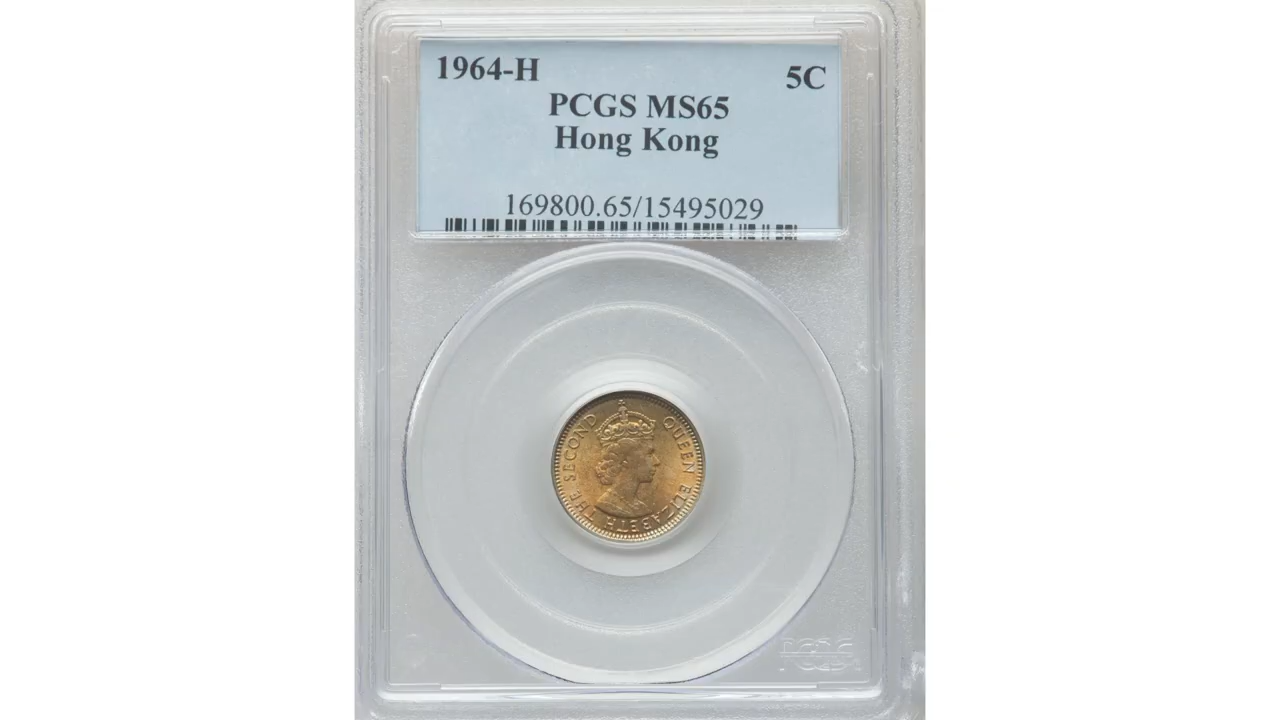 1964-H
5C
PCGS MS65
Hong Kong
169800.65/15495029
QUEEN ELIZABETH THE SECOND
PCGS